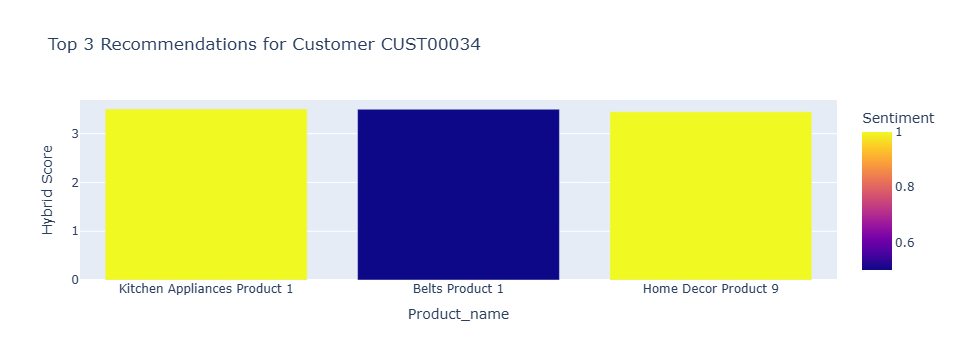 Top 3 Recommendations for Customer CUST00034
Hybrid Score
3
2
1
0
Kitchen Appliances Product 1
Belts Product 1
Home Decor Product 9
Product_name
Sentiment
1
0.8
0.6